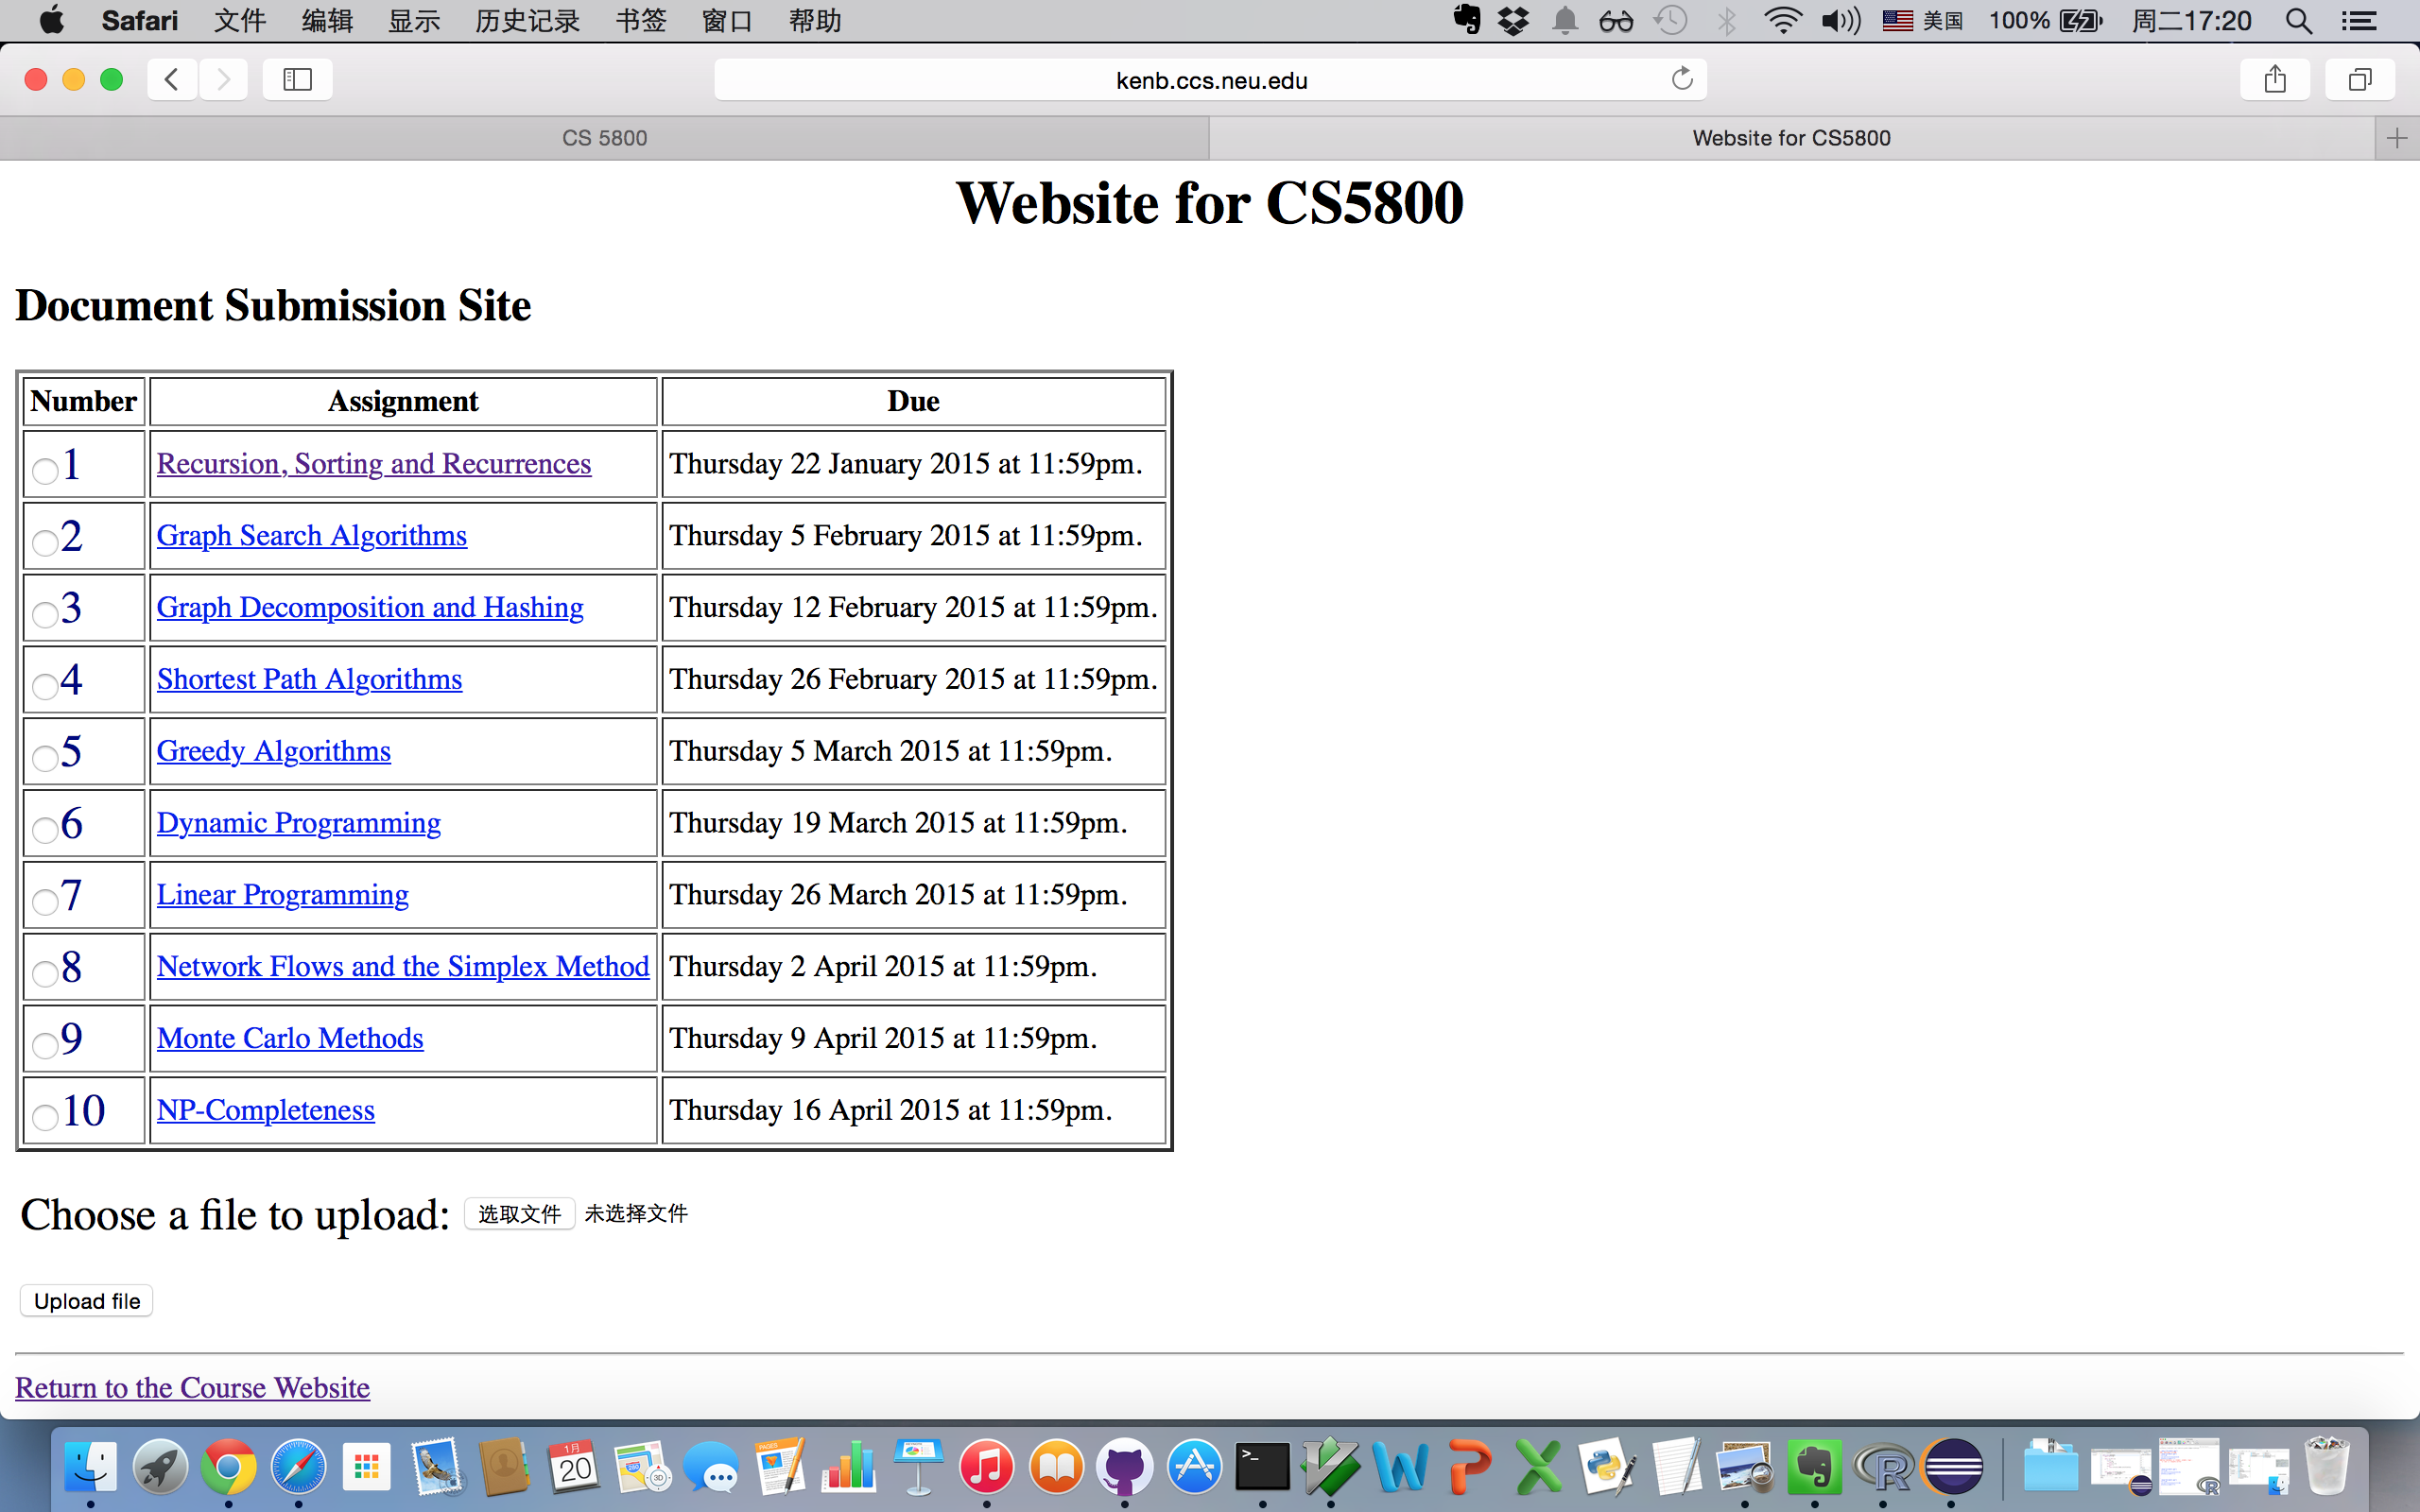 Safari 文件 编辑 显示 历史记录 书签 窗口 帮助 美国 100% 周二17:20
kenb.ccs.neu.edu
CS 5800 Website for CS5800
Website for CS5800
Document Submission Site
Number Assignment Due
1 Recursion, Sorting and Recurrences Thursday 22 January 2015 at 11:59pm.
2 Graph Search Algorithms Thursday 5 February 2015 at 11:59pm.
3 Graph Decomposition and Hashing Thursday 12 February 2015 at 11:59pm.
4 Shortest Path Algorithms Thursday 26 February 2015 at 11:59pm.
5 Greedy Algorithms Thursday 5 March 2015 at 11:59pm.
6 Dynamic Programming Thursday 19 March 2015 at 11:59pm.
7 Linear Programming Thursday 26 March 2015 at 11:59pm.
8 Network Flows and the Simplex Method Thursday 2 April 2015 at 11:59pm.
9 Monte Carlo Methods Thursday 9 April 2015 at 11:59pm.
10 NP-Completeness Thursday 16 April 2015 at 11:59pm.
Choose a file to upload: 选取文件 未选择文件
Upload file
Return to the Course Website
1月
20
PAGES